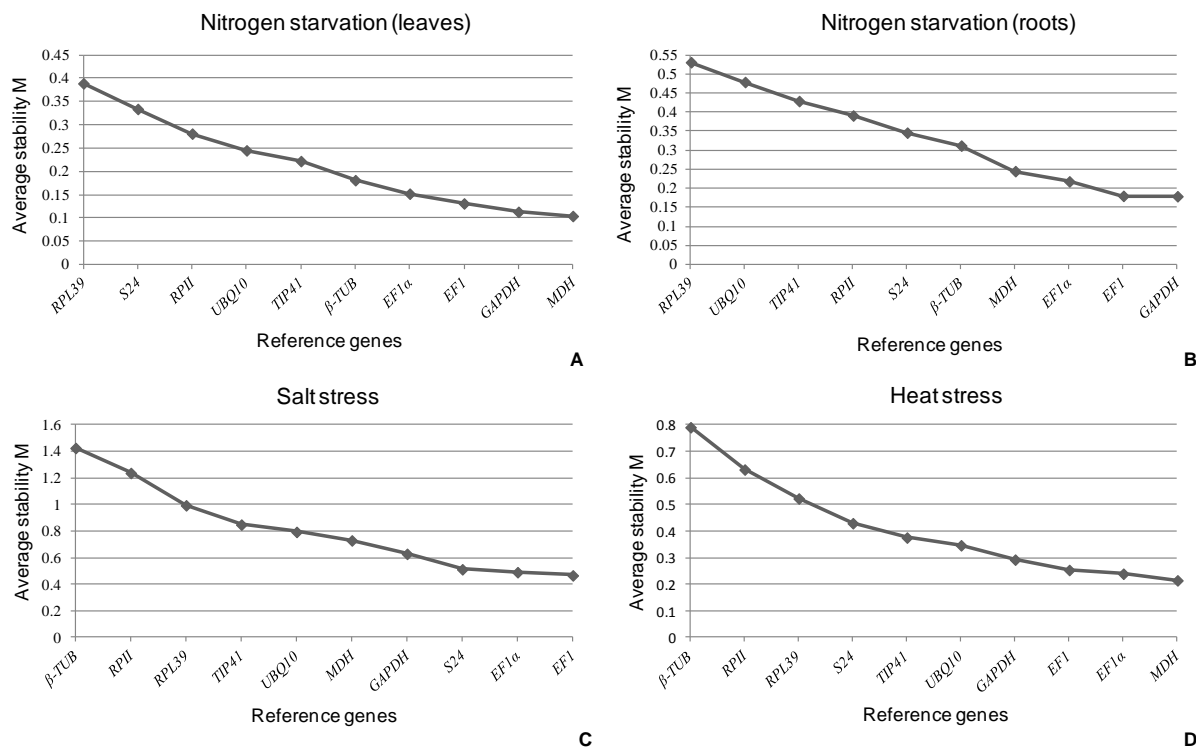 Nitrogen starvation (leaves)
Average stability M
0.45
0.4
0.35
0.3
0.25
0.2
0.15
0.1
0.05
0
RPL39
S24
RPII
UBQ10
TIP41
β-TUB
EF1α
EF1
GAPDH
MDH
Reference genes
A
Nitrogen starvation (roots)
Average stability M
0.55
0.5
0.45
0.4
0.35
0.3
0.25
0.2
0.15
0.1
0.05
0
RPL39
UBQ10
TIP41
RPII
S24
β-TUB
MDH
EF1α
EF1
GAPDH
Reference genes
B
Salt stress
Average stability M
1.6
1.4
1.2
1
0.8
0.6
0.4
0.2
0
β-TUB
RPII
RPL39
TIP41
UBQ10
MDH
GAPDH
S24
EF1α
EF1
Reference genes
C
Heat stress
Average stability M
0.8
0.7
0.6
0.5
0.4
0.3
0.2
0.1
0
β-TUB
RPII
RPL39
S24
TIP41
UBQ10
GAPDH
EF1
EF1α
MDH
Reference genes
D